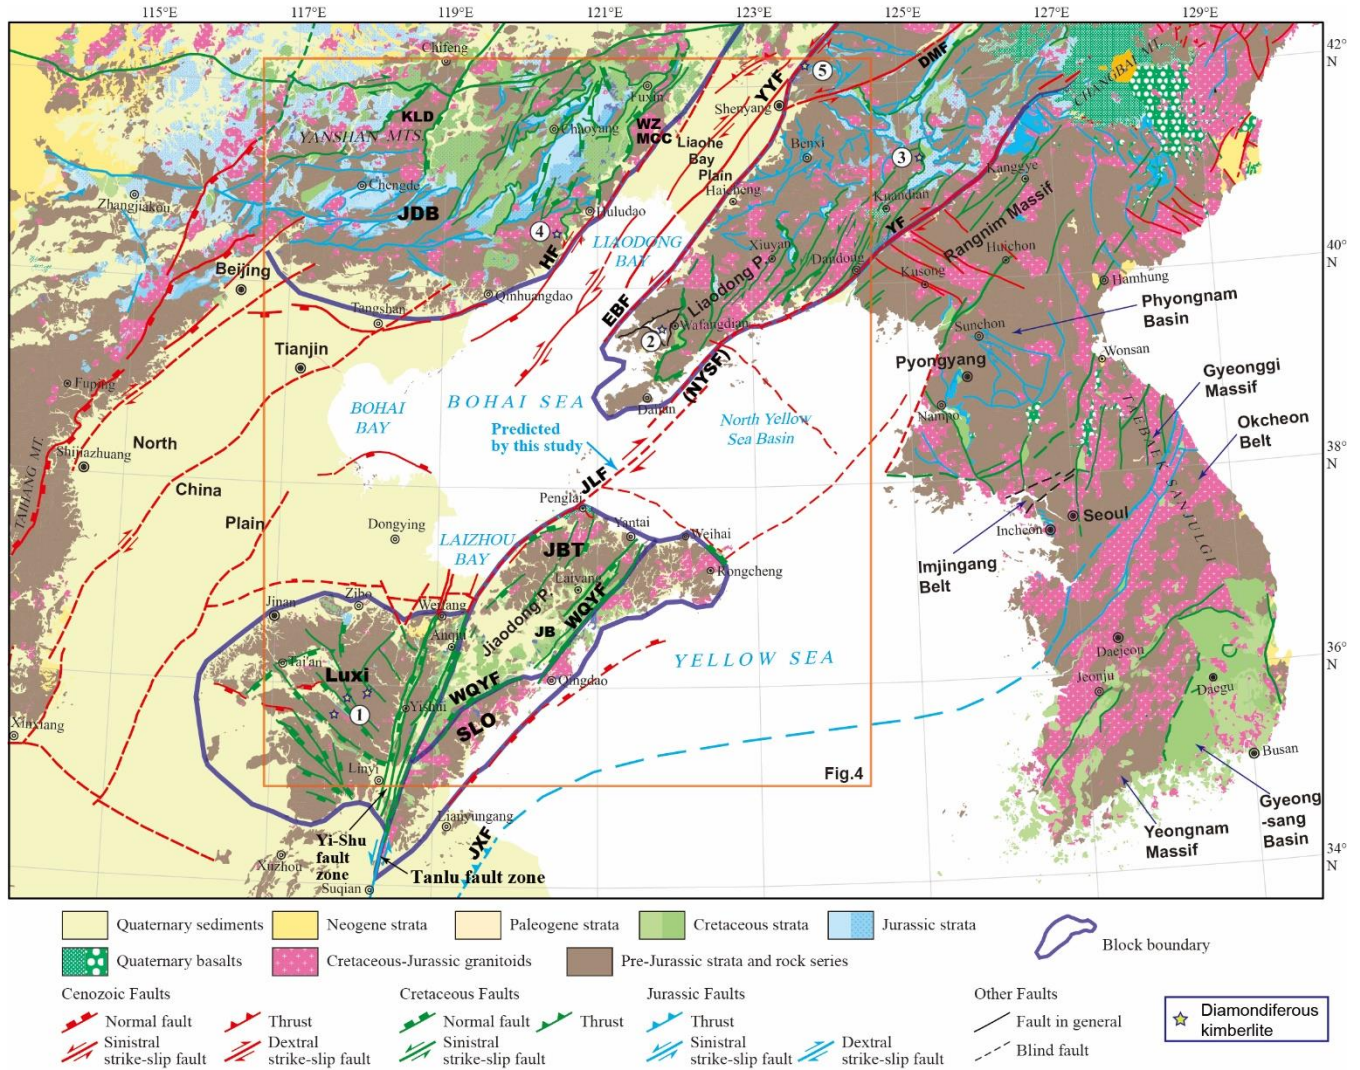 115°E 117°E 119°E 121°E 123°E 125°E 127°E 129°E
42°
N
40°
N
38°
N
36°
N
34°
N
Chifeng
KLD
YANSHAN MTS.
Fuxin
Chaoyang
WZ
MCC
YYF
5
DMF
CHANGBAI MT.
Shenyang
Liaohe
Bay
Plain
Benxi
3
Kanggye
Haicheng
Kuandian
Zhangjiakou
Chengde
JDB
Huludao
4
HF
LIAODONG
BAY
Xiuyan
YF
Rangnim Massif
Huichon
Dandong
Kusong
Hamhung
Beijing
Qinhuangdao
Tangshan
EBF
Liaodong P.
Wafangdian
2
Phyongnam
Basin
Sunchon
Tianjin
Pyongyang
Wonsan
Gyeonggi
Massif
Fuping
(NYSF)
BOHAI
BAY
BOHAI SEA
Dalian
Nampo
Okcheon
Belt
Predicted
by this study
North Yellow
Sea Basin
TAEBAEK SANJULGI
North
Shijiazhuang
TAIHANG MT.
China
JLF
Penglai
Plain
Dongying
LAIZHOU
BAY
Yantai
Weihai
Seoul
Incheon
JBT
Laiyang
Rongcheng
Imjingang
Belt
Jinan
Zibo
Weifang
Anqiu
Jiaodong P.
JB
WQYF
YELLOW SEA
Daejeon
Tai'an
Luxi
WQYF
Qingdao
Jeonju
Daegu
Yishui
SLO
1
Xinxiang
Linyi
Busan
Fig.4
Lianyungang
JXF
Yi-Shu
fault
zone
Xuzhou
Tanlu fault zone
Suqian
Yeongnam
Massif
Gyeong
-sang
Basin
Quaternary sediments Neogene strata Paleogene strata Cretaceous strata Jurassic strata
Block boundary
Quaternary basalts Cretaceous-Jurassic granitoids Pre-Jurassic strata and rock series
Cenozoic Faults Cretaceous Faults Jurassic Faults Other Faults
Normal fault Thrust Normal fault Thrust Thrust Fault in general
Sinistral
strike-slip fault
Dextral
strike-slip fault
Sinistral
strike-slip fault
Sinistral
strike-slip fault
Dextral
strike-slip fault
Blind fault
Diamondiferous
kimberlite